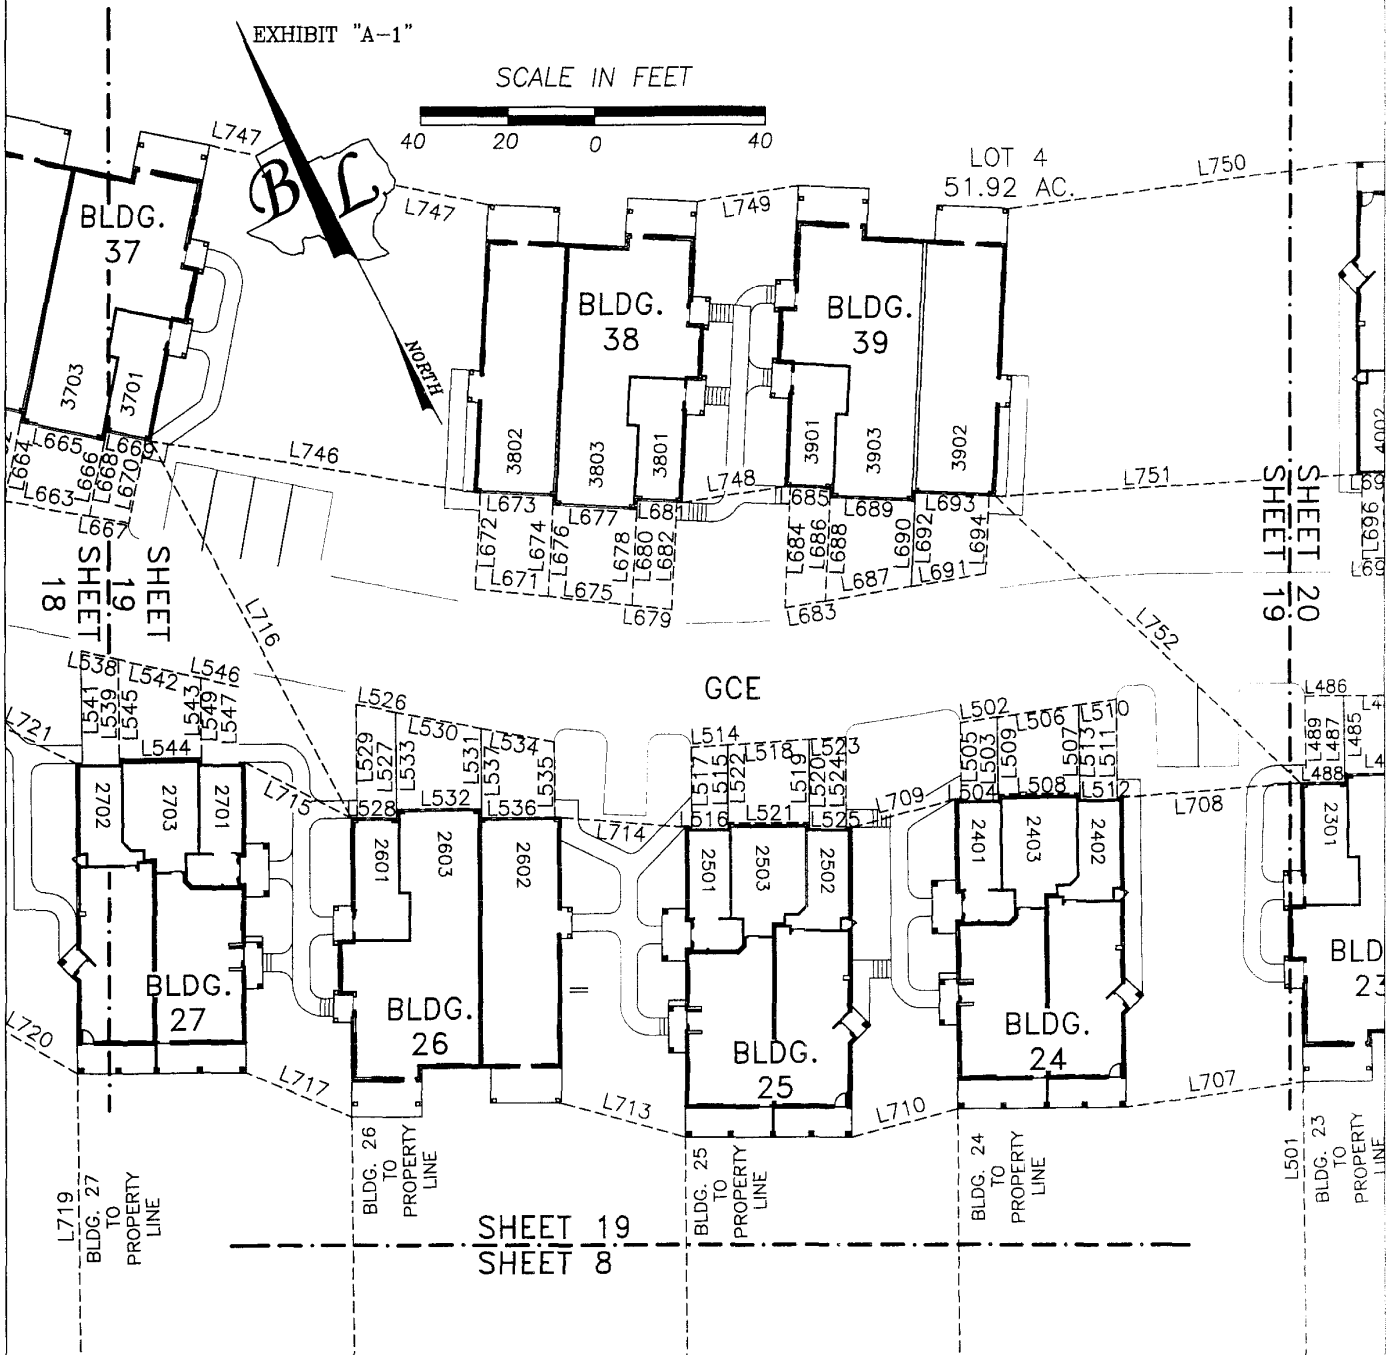 EXHIBIT "A-1"
SCALE IN FEET
40 20 0 40
LOT 4
51.92 AC.
B L
NORTH
L747
L747
L749
L750
BLDG.
37
3703
3701
BLDG.
38
3802
3803
3801
BLDG.
39
3901
3903
3902
4002
L664
L665
L666
L668
L669
L670
L663
L667
L746
L673
L672
L674
L676
L677
L678
L680
L681
L682
L671
L675
L679
L748
L685
L684
L686
L688
L689
L690
L692
L693
L694
L687
L691
L683
L751
L696
SHEET 18
SHEET 19
SHEET 20
SHEET 19
L716
L752
GCE
L538
L542
L546
L541
L539
L545
L543
L549
L547
L544
L721
L715
L526
L530
L534
L529
L527
L533
L531
L537
L535
L528
L532
L536
L714
L514
L518
L523
L517
L515
L522
L519
L520
L524
L516
L521
L525
L709
L502
L506
L510
L505
L503
L509
L507
L513
L511
L504
L508
L512
L708
L486
L489
L487
L485
L488
2702
2703
2701
BLDG.
27
2601
2603
2602
BLDG.
26
2501
2503
2502
BLDG.
25
2401
2403
2402
BLDG.
24
2301
L720
L717
L713
L710
L707
L719
BLDG. 27
TO
PROPERTY
LINE
BLDG. 26
TO
PROPERTY
LINE
BLDG. 25
TO
PROPERTY
LINE
BLDG. 24
TO
PROPERTY
LINE
L501
BLDG. 23
TO
PROPERTY
LINE
SHEET 19
SHEET 8